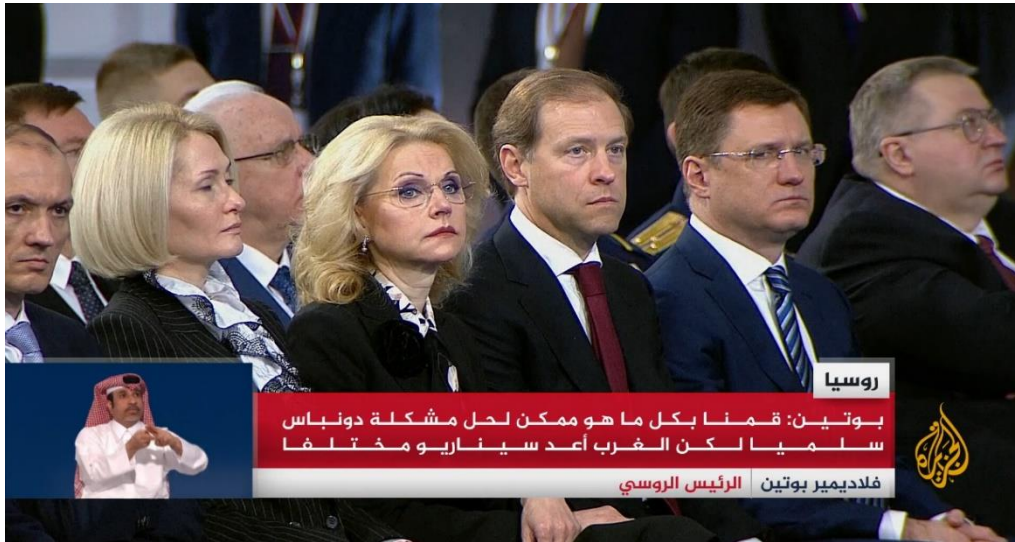 روسيا
بوتين: قمنا بكل ما هو ممكن لحل مشكلة دونباس
سلميا لكن الغرب أعد سيناريو مختلفا
فلاديمير بوتين | الرئيس الروسي
الجزيرة